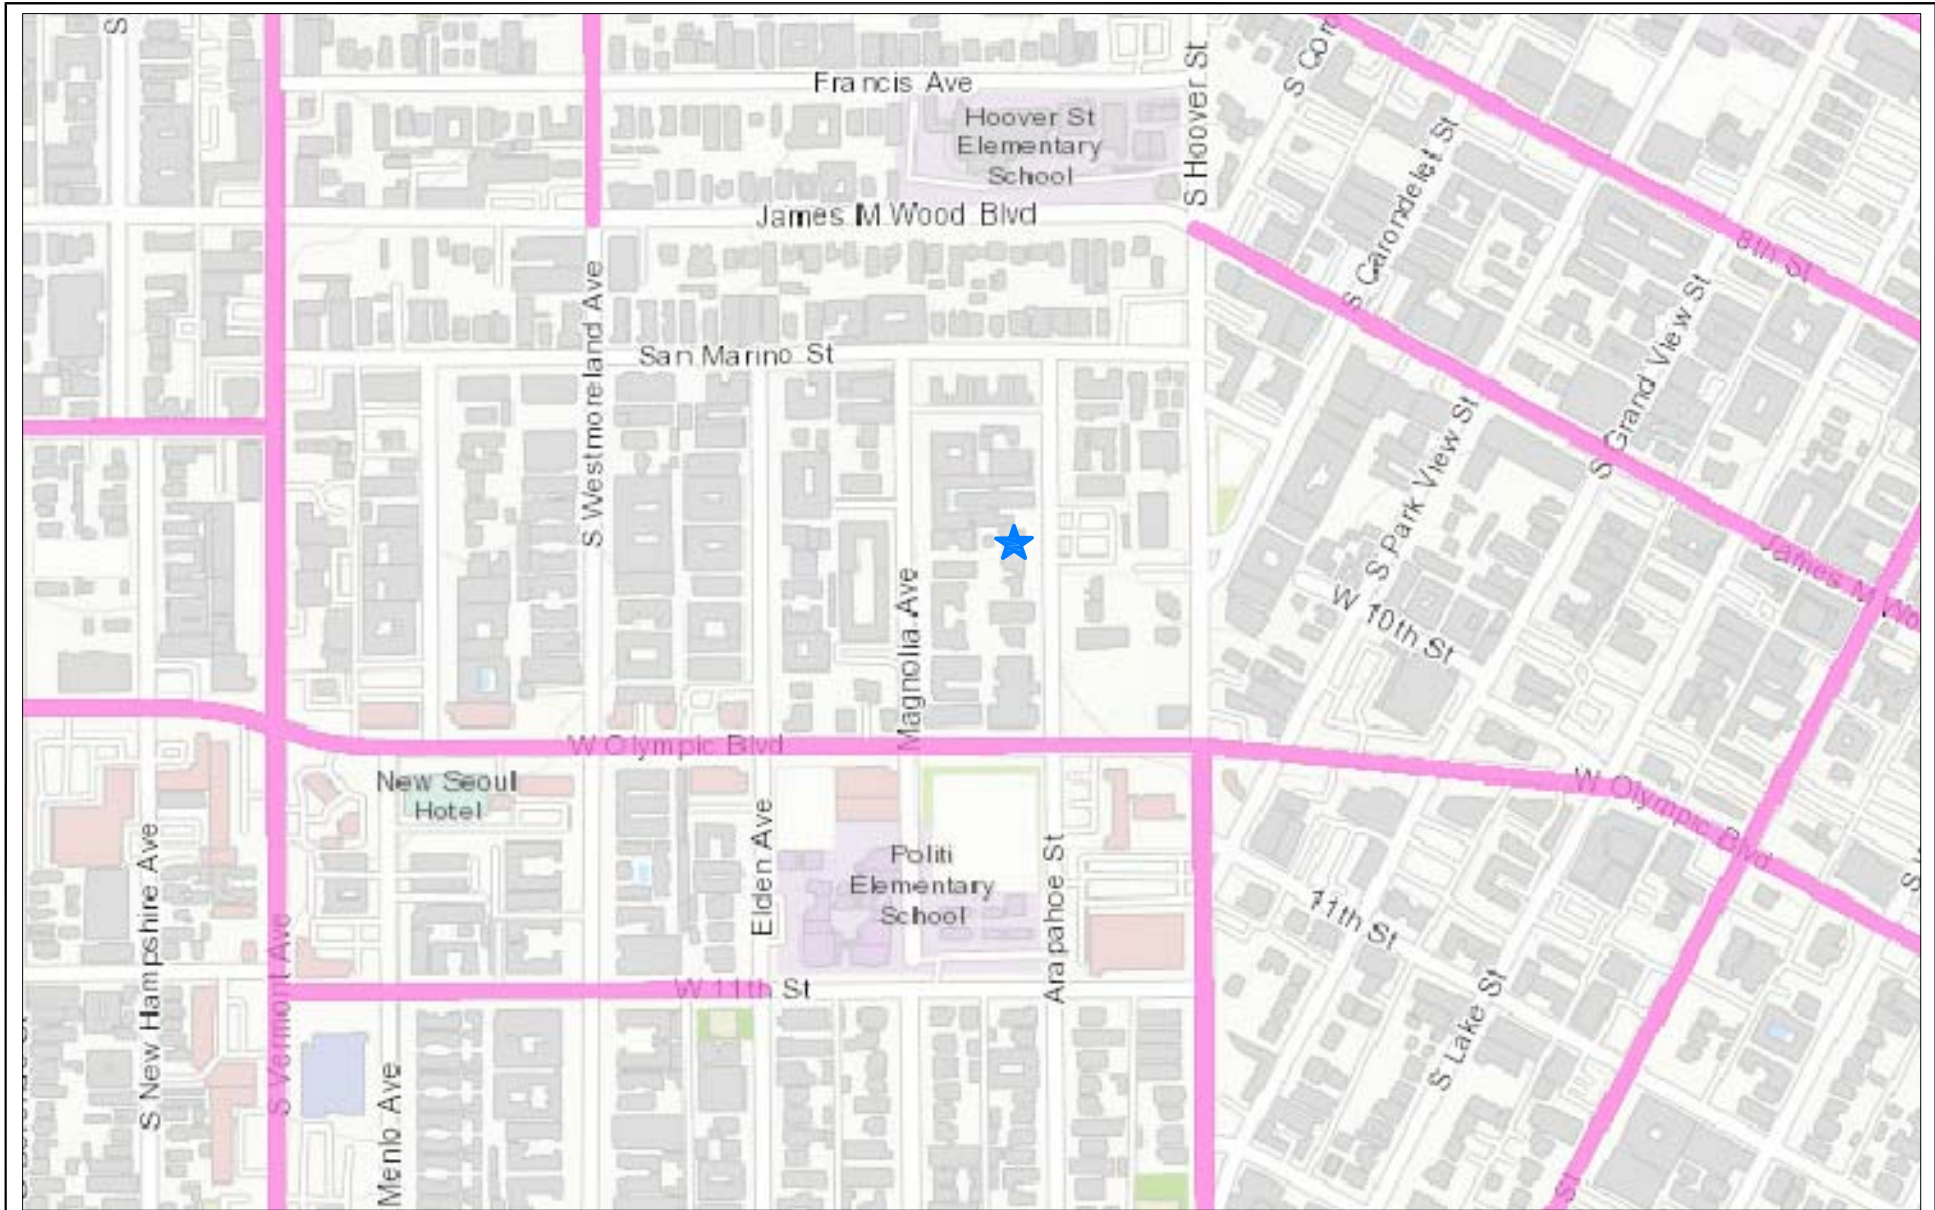 S
Francis Ave
Hoover St
Elementary
School
S Hoover St
S Carondelet St
James M Wood Blvd
8th St
S Westmoreland Ave
San Marino St
S Grand View St
S Park View St
James M Wo
W 10th St
Magnolia Ave
W Olympic Blvd
W Olympic Blvd
New Seoul
Hotel
Elden Ave
Politi
Elementary
School
Arapahoe St
11th St
S New Hampshire Ave
S Vermont Ave
W 11th St
S Lake St
Menlo Ave
St